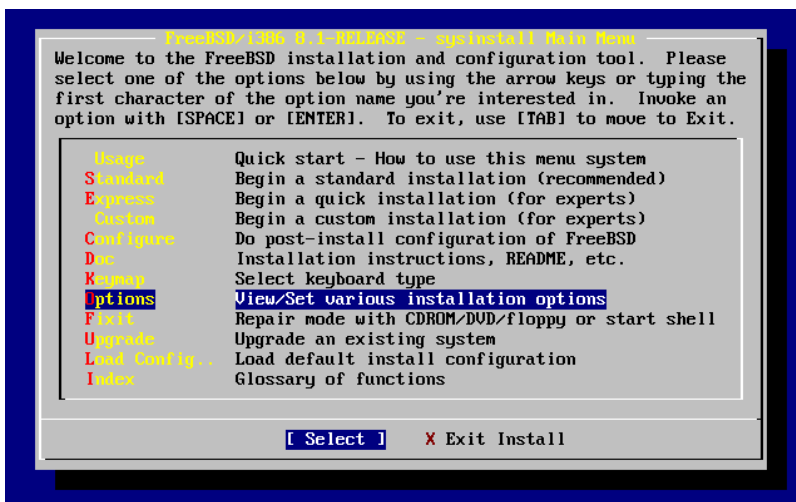 FreeBSD/i386 8.1-RELEASE - sysinstall Main Menu
Welcome to the FreeBSD installation and configuration tool.  Please
select one of the options below by using the arrow keys or typing the
first character of the option name you're interested in.  Invoke an
option with [SPACE] or [ENTER].  To exit, use [TAB] to move to Exit.
Usage Quick start - How to use this menu system
Standard Begin a standard installation (recommended)
Express Begin a quick installation (for experts)
Custom Begin a custom installation (for experts)
Configure Do post-install configuration of FreeBSD
Doc Installation instructions, README, etc.
Keymap Select keyboard type
Options View/Set various installation options
Fixit Repair mode with CDROM/DVD/floppy or start shell
Upgrade Upgrade an existing system
Load Config.. Load default install configuration
Index Glossary of functions
[ Select ] X Exit Install